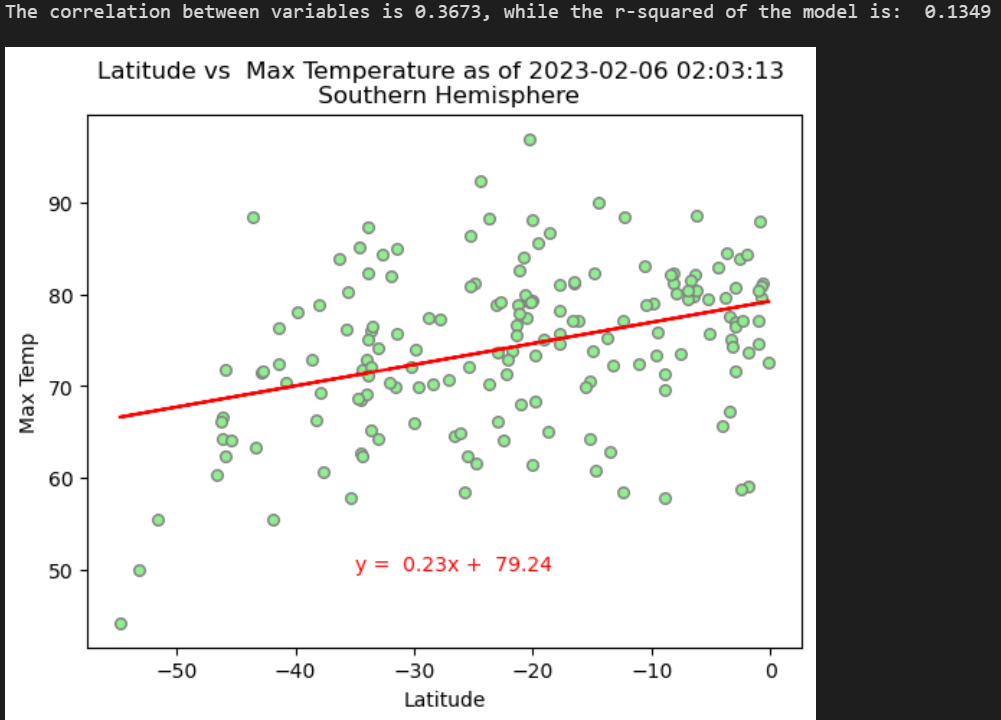 The correlation between variables is 0.3673, while the r-squared of the model is:  0.1349
Latitude vs  Max Temperature as of 2023-02-06 02:03:13
Southern Hemisphere
Max Temp
90
80
70
60
50
y =  0.23x +  79.24
−50 −40 −30 −20 −10 0
Latitude